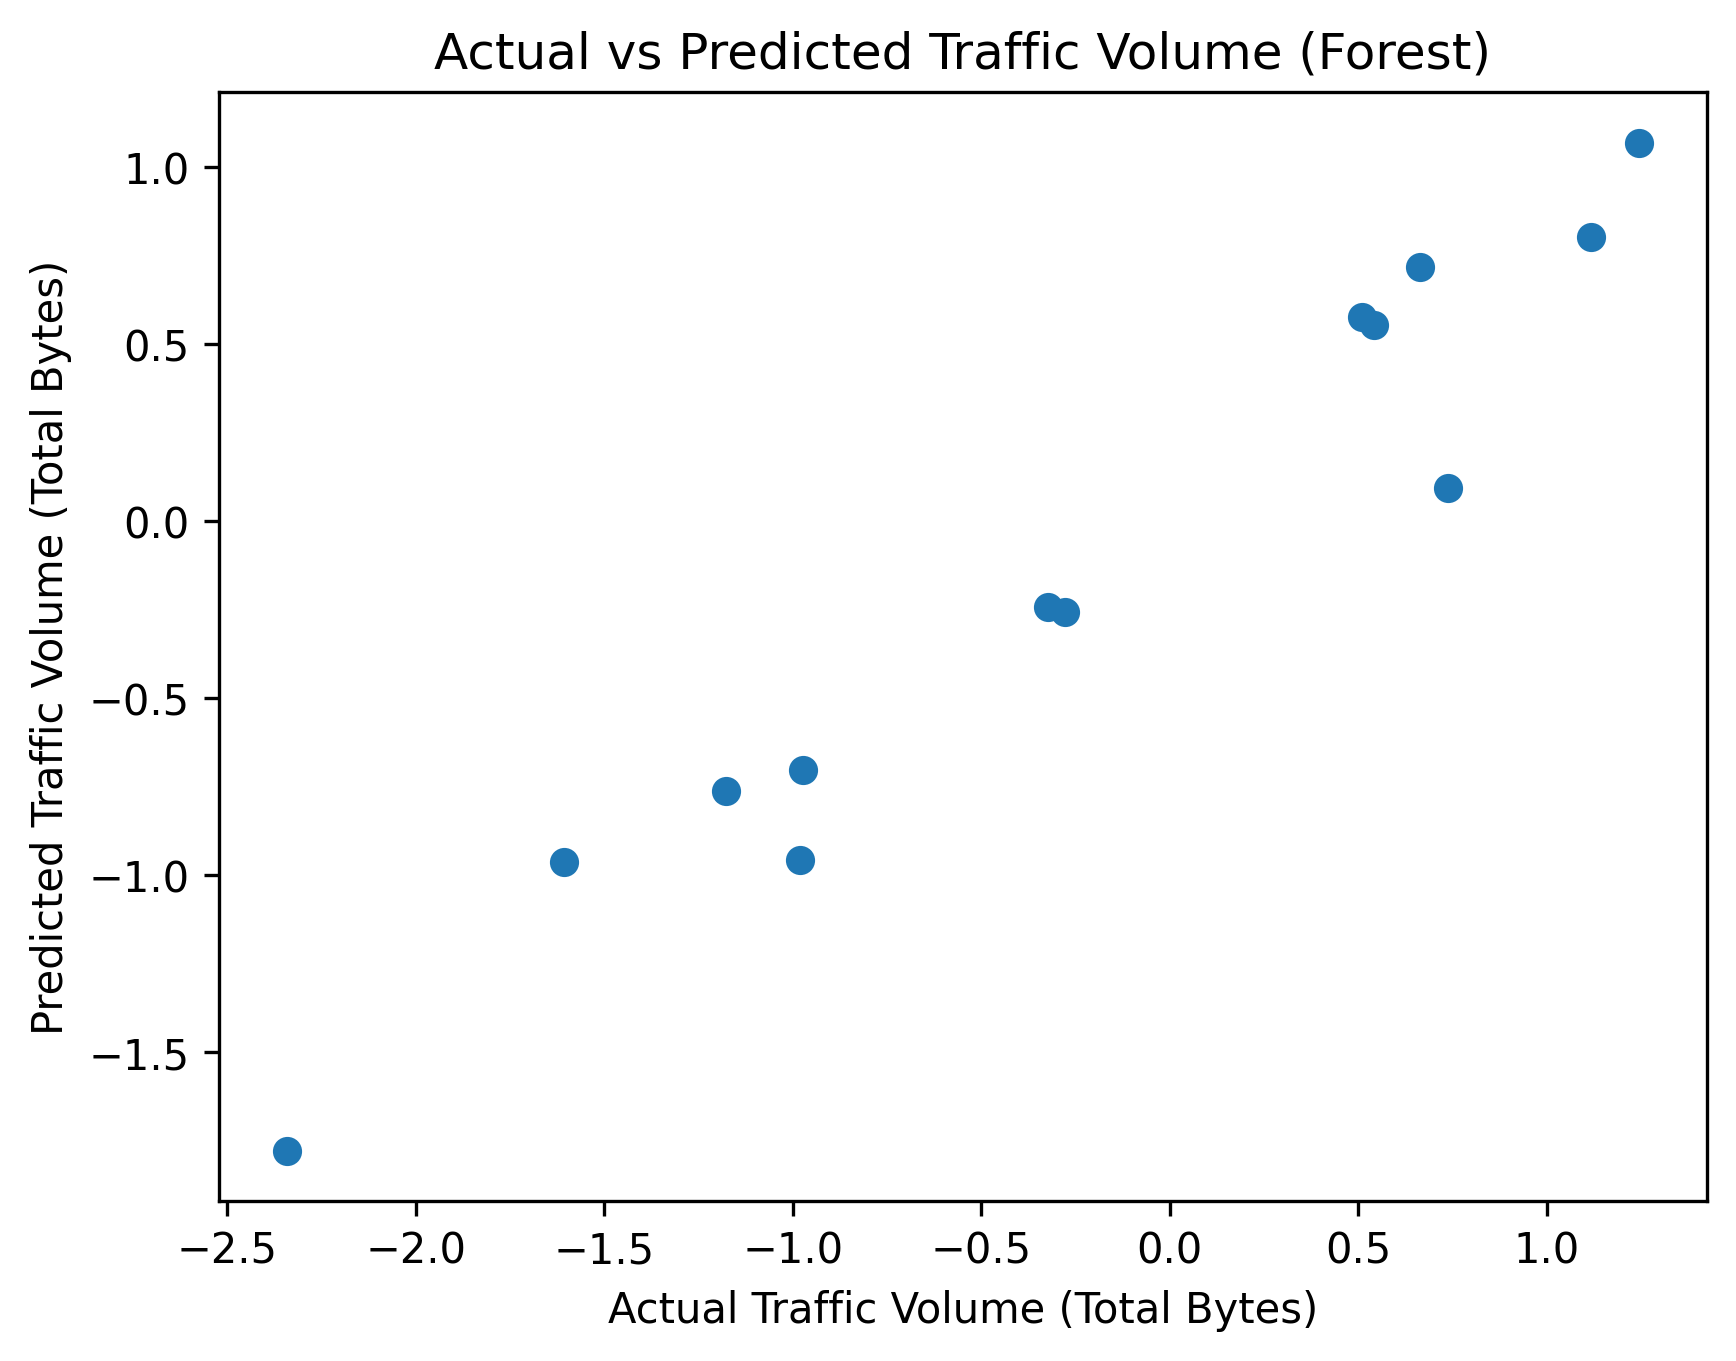 Actual vs Predicted Traffic Volume (Forest)
Predicted Traffic Volume (Total Bytes)
1.0
0.5
0.0
−0.5
−1.0
−1.5
−2.5 −2.0 −1.5 −1.0 −0.5 0.0 0.5 1.0
Actual Traffic Volume (Total Bytes)